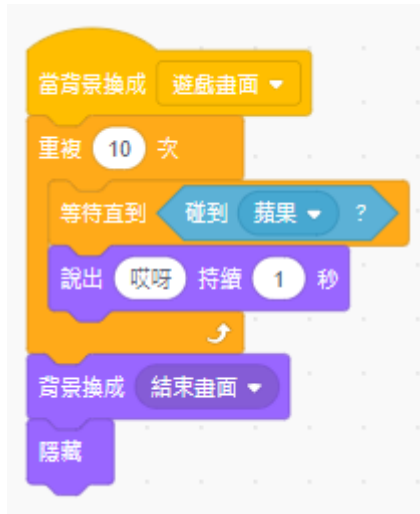 當背景換成 遊戲畫面
重複 10 次
等待直到 碰到 蘋果 ?
說出 哎呀 持續 1 秒
背景換成 結束畫面
隱藏